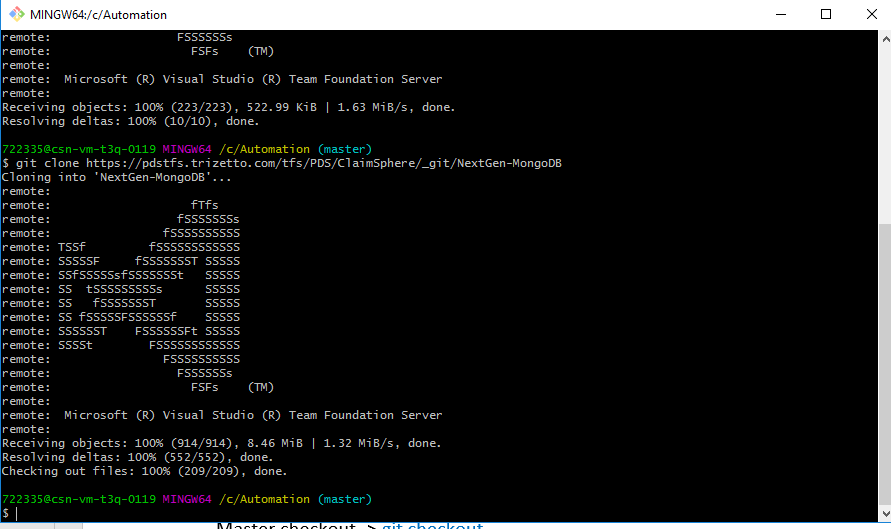 MINGW64:/c/Automation
remote:                  FSSSSSSs
remote:                    FSFs    (TM)
remote:
remote:  Microsoft (R) Visual Studio (R) Team Foundation Server
remote:
Receiving objects: 100% (223/223), 522.99 KiB | 1.63 MiB/s, done.
Resolving deltas: 100% (10/10), done.
722335@csn-vm-t3q-0119 MINGW64 /c/Automation (master)
$ git clone https://pdstfs.trizetto.com/tfs/PDS/ClaimSphere/_git/NextGen-MongoDB
Cloning into 'NextGen-MongoDB'...
remote:
remote:                    fTfs
remote:                  fSSSSSSSs
remote:                fSSSSSSSSSS
remote: TSSf         fSSSSSSSSSSSS
remote: SSSSSF     fSSSSSSST SSSSS
remote: SSfSSSSSsfSSSSSSSt   SSSSS
remote: SS  tSSSSSSSSSs      SSSSS
remote: SS   fSSSSSSST       SSSSS
remote: SS fSSSSSFSSSSSSf    SSSSS
remote: SSSSSST    FSSSSSSFt SSSSS
remote: SSSSt        FSSSSSSSSSSSS
remote:                FSSSSSSSSSS
remote:                  FSSSSSSs
remote:                    FSFs    (TM)
remote:
remote:  Microsoft (R) Visual Studio (R) Team Foundation Server
remote:
Receiving objects: 100% (914/914), 8.46 MiB | 1.32 MiB/s, done.
Resolving deltas: 100% (552/552), done.
Checking out files: 100% (209/209), done.
722335@csn-vm-t3q-0119 MINGW64 /c/Automation (master)
$
Master checkout -> git checkout